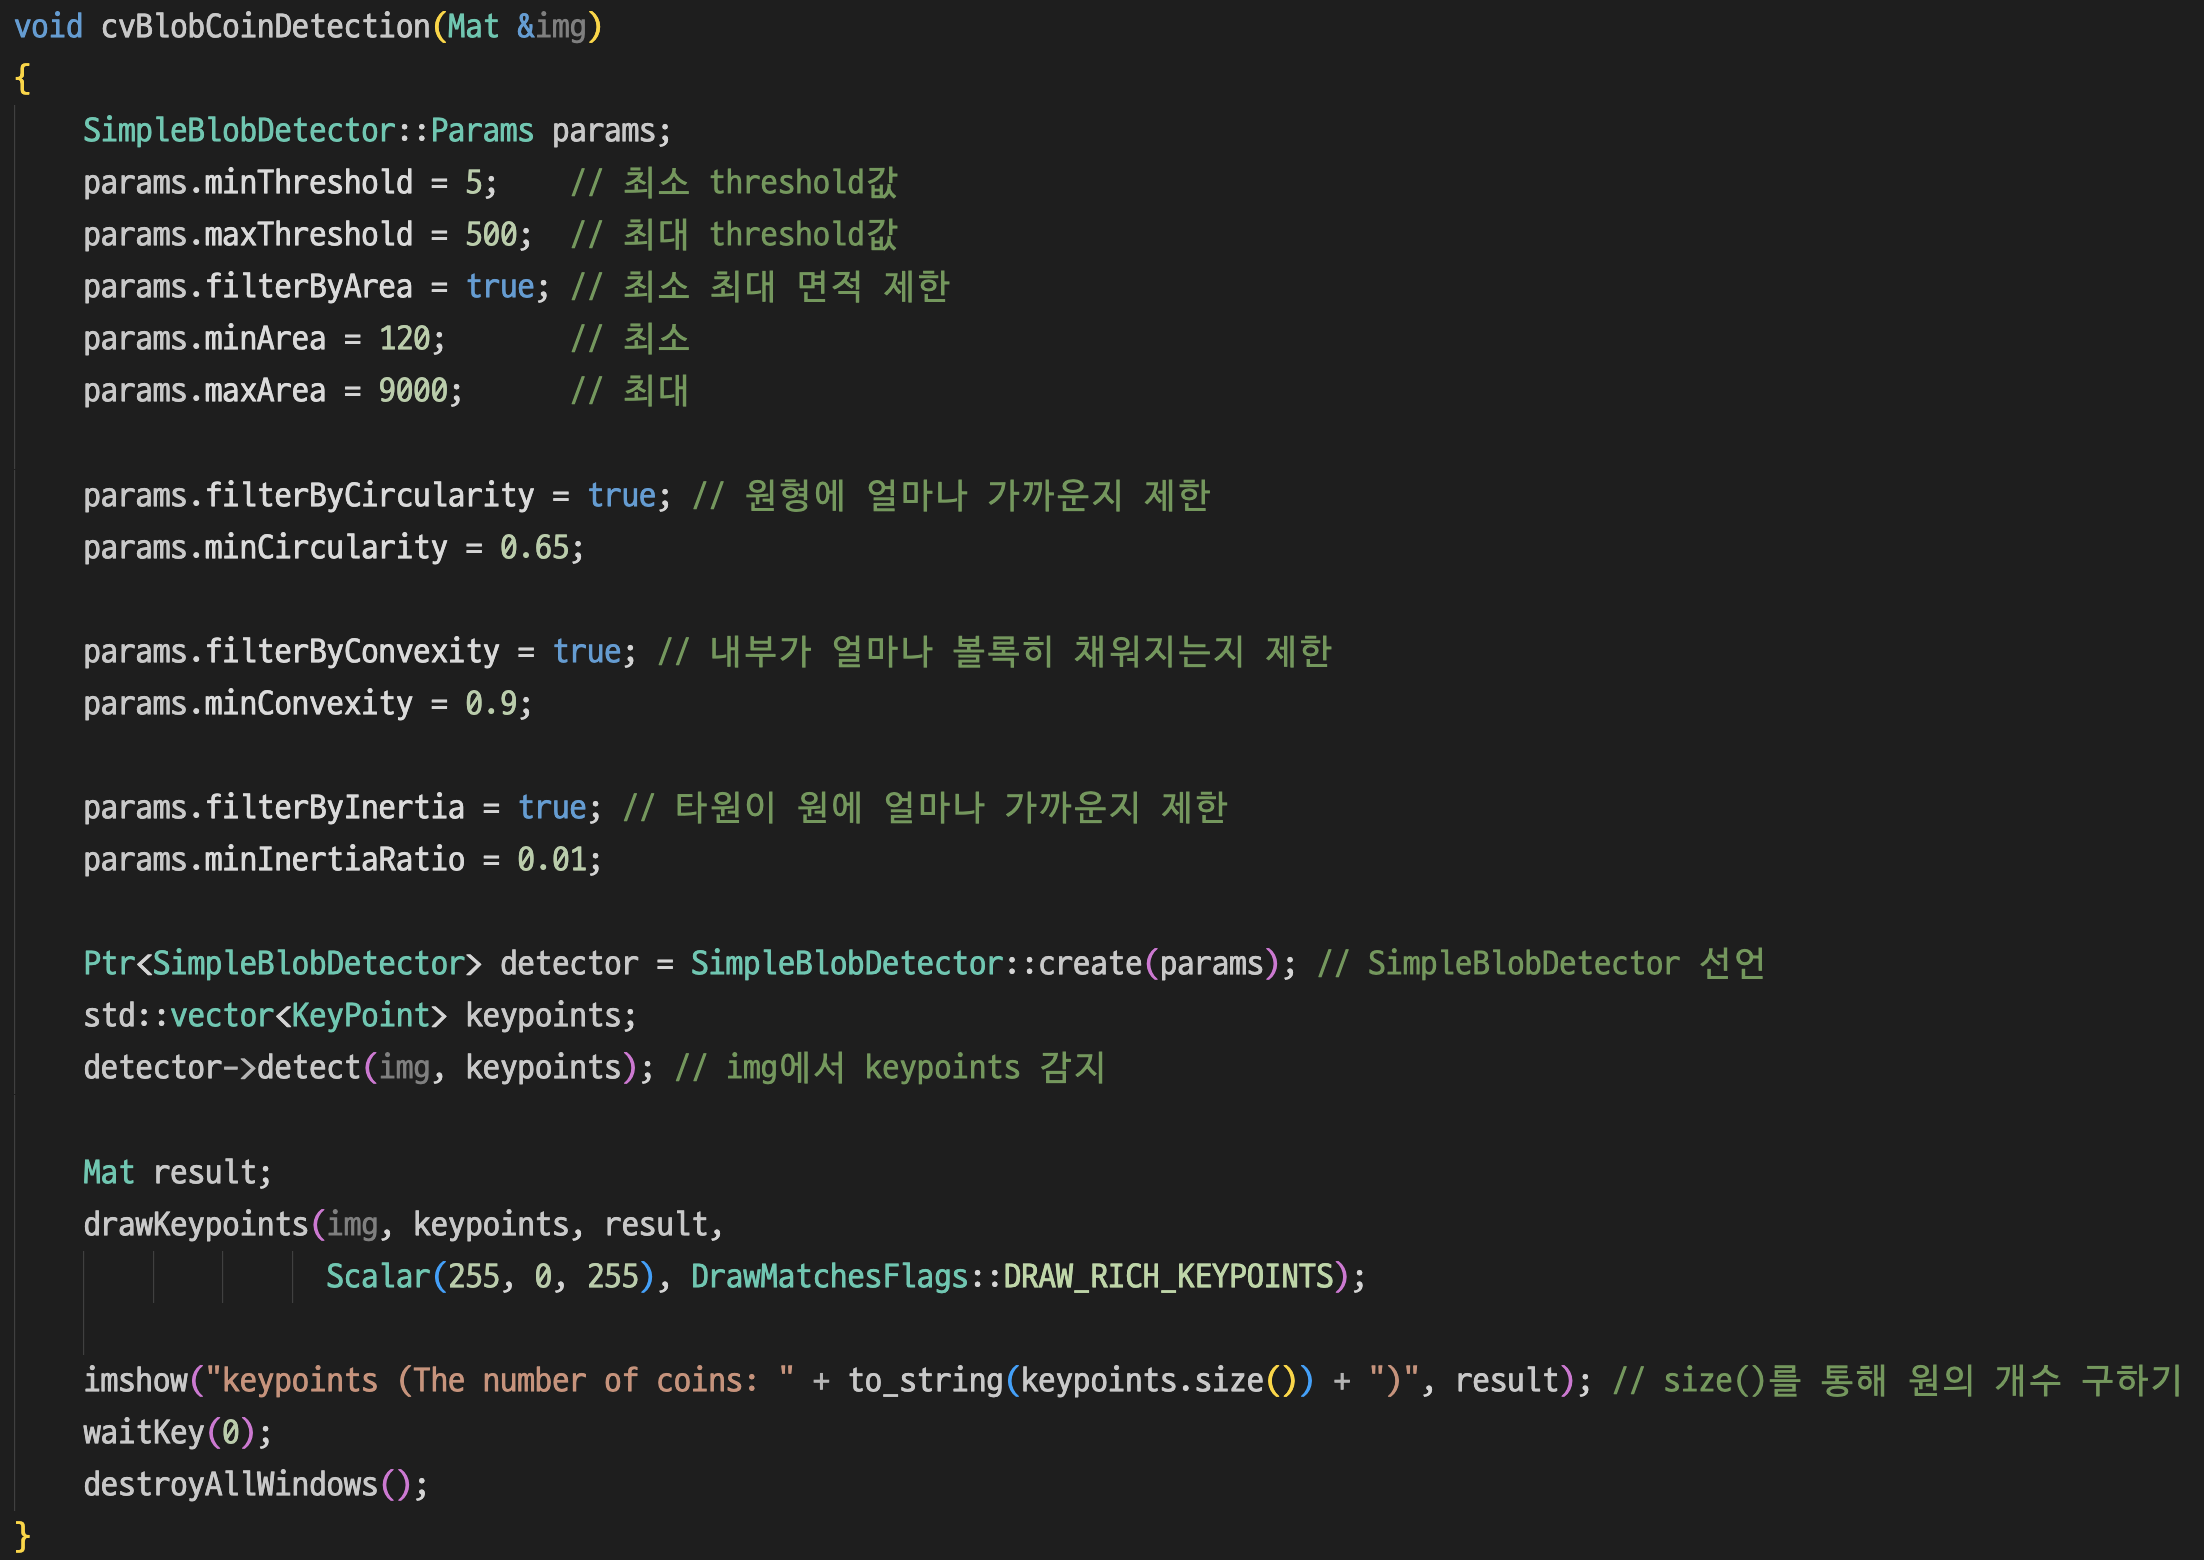 void cvBlobCoinDetection(Mat &img)
{
    SimpleBlobDetector::Params params;
    params.minThreshold = 5;    // 최소 threshold값
    params.maxThreshold = 500;  // 최대 threshold값
    params.filterByArea = true; // 최소 최대 면적 제한
    params.minArea = 120;       // 최소
    params.maxArea = 9000;      // 최대

    params.filterByCircularity = true; // 원형에 얼마나 가까운지 제한
    params.minCircularity = 0.65;

    params.filterByConvexity = true; // 내부가 얼마나 볼록히 채워지는지 제한
    params.minConvexity = 0.9;

    params.filterByInertia = true; // 타원이 원에 얼마나 가까운지 제한
    params.minInertiaRatio = 0.01;

    Ptr<SimpleBlobDetector> detector = SimpleBlobDetector::create(params); // SimpleBlobDetector 선언
    std::vector<KeyPoint> keypoints;
    detector->detect(img, keypoints); // img에서 keypoints 감지

    Mat result;
    drawKeypoints(img, keypoints, result,
                  Scalar(255, 0, 255), DrawMatchesFlags::DRAW_RICH_KEYPOINTS);

    imshow("keypoints (The number of coins: " + to_string(keypoints.size()) + ")", result); // size()를 통해 원의 개수 구하기
    waitKey(0);
    destroyAllWindows();
}